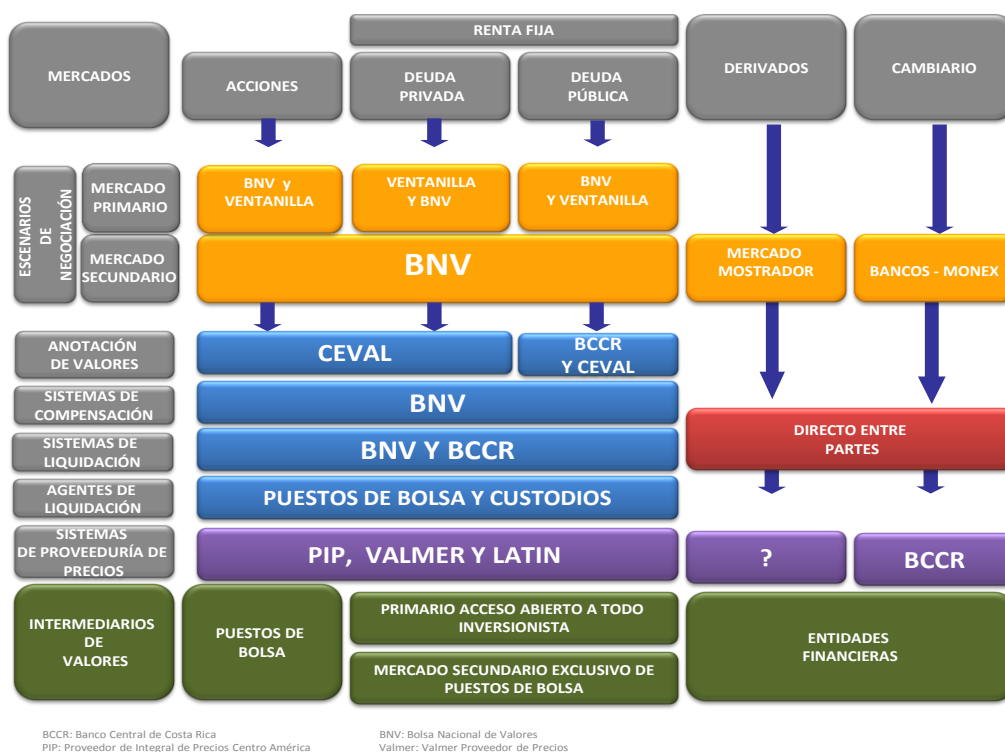 RENTA FIJA
MERCADOS
ACCIONES
DEUDA
PRIVADA
DEUDA
PÚBLICA
DERIVADOS
CAMBIARIO
ESCENARIOS
DE
NEGOCIACIÓN
MERCADO
PRIMARIO
BNV y
VENTANILLA
VENTANILLA
Y BNV
BNV
Y VENTANILLA
MERCADO
SECUNDARIO
BNV
MERCADO
MOSTRADOR
BANCOS - MONEX
ANOTACIÓN
DE VALORES
CEVAL
BCCR
Y CEVAL
SISTEMAS DE
COMPENSACIÓN
BNV
DIRECTO ENTRE
PARTES
SISTEMAS DE
LIQUIDACIÓN
BNV Y BCCR
AGENTES DE
LIQUIDACIÓN
PUESTOS DE BOLSA Y CUSTODIOS
SISTEMAS
DE PROVEEDURÍA DE
PRECIOS
PIP, VALMER Y LATIN
?
BCCR
INTERMEDIARIOS
DE
VALORES
PUESTOS DE
BOLSA
PRIMARIO ACCESO ABIERTO A TODO
INVERSIONISTA
MERCADO SECUNDARIO EXCLUSIVO DE
PUESTOS DE BOLSA
ENTIDADES
FINANCIERAS
BCCR: Banco Central de Costa Rica
BNV: Bolsa Nacional de Valores
PIP: Proveedor de Integral de Precios Centro América
Valmer: Valmer Proveedor de Precios